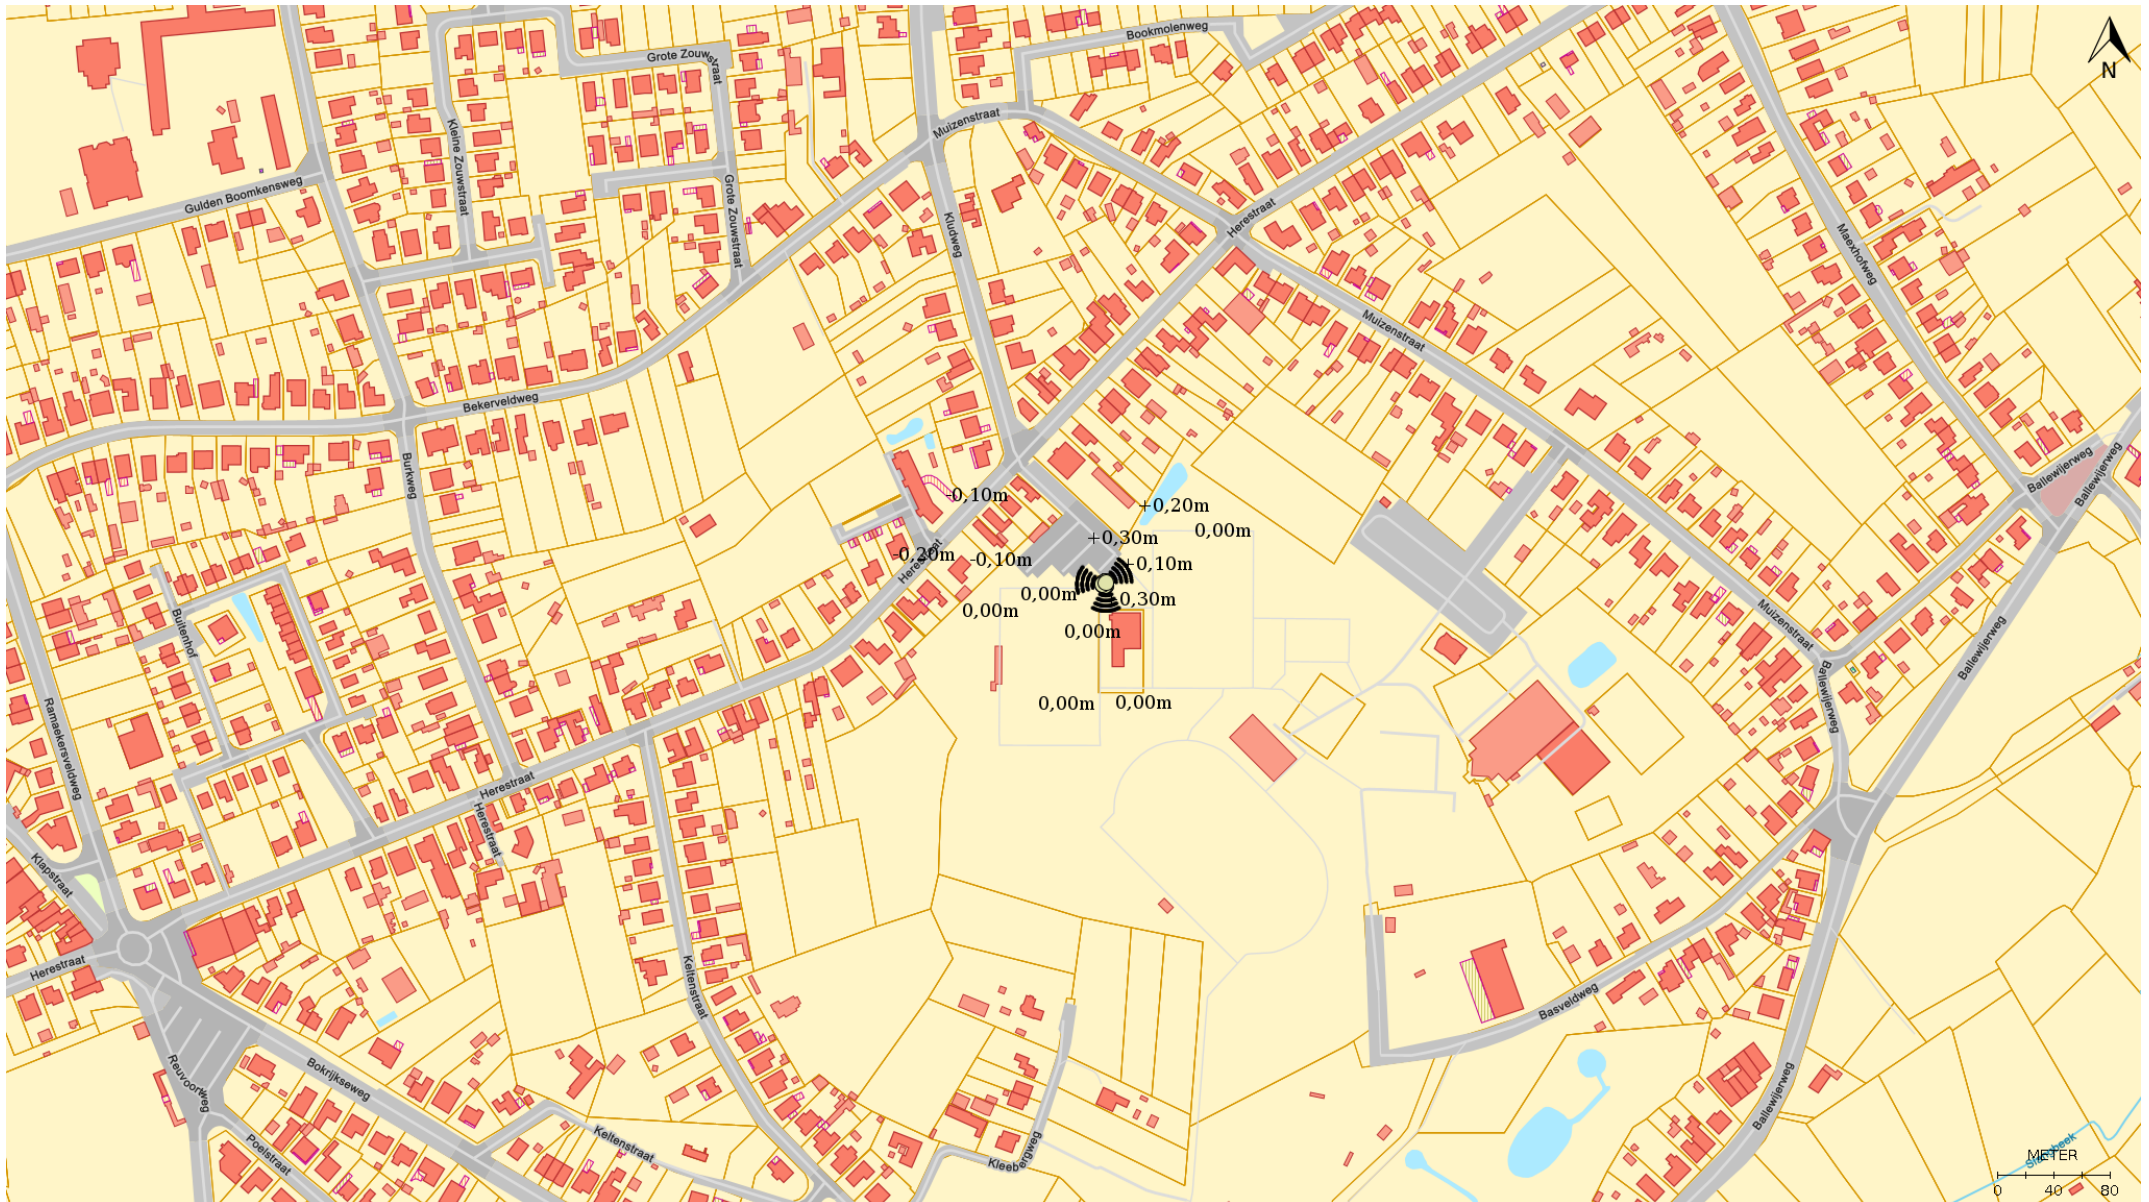 Bookmolenweg
N
Grote Zouwstraat
Muizenstraat
Kleine Zouwstraat
Gulden Boomkensweg
Grote Zouwstraat
Herestraat
Kludweg
Maexhofweg
Muizenstraat
Bekerveldweg
Burkweg
Ballewijerweg
Ballewijerweg
-0,10m
+0,20m
0,00m
+0,30m
-0,20m
-0,10m
+0,10m
Herestraat
0,00m
0,30m
0,00m
0,00m
Buitenhof
Muizenstraat
Ballewijerweg
Ballewijerweg
0,00m
0,00m
Ramaekersveldweg
Herestraat
Herestraat
Klapstraat
Herestraat
Keltenstraat
Basveldweg
Reuvoortweg
Bokrijkseweg
Ballewijerweg
Poelstraat
Keltenstraat
Kleebergweg
METER
0 40 80